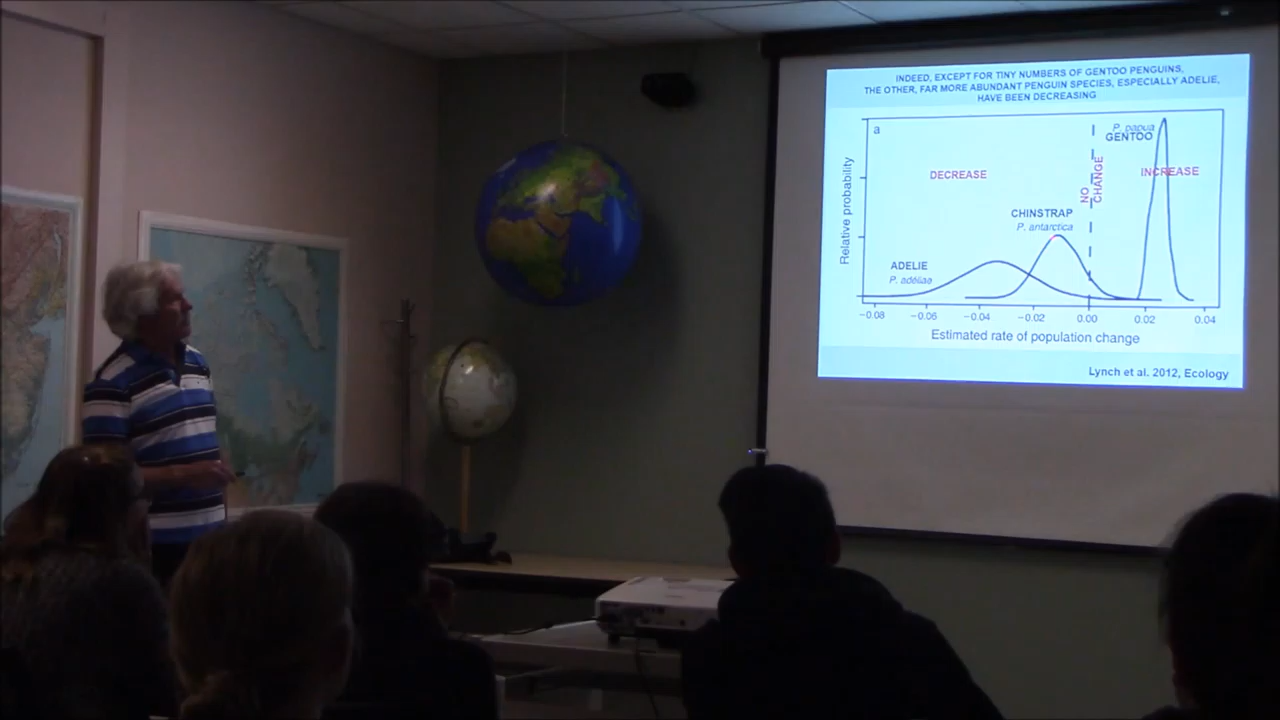 INDEED, EXCEPT FOR TINY NUMBERS OF GENTOO PENGUINS,
THE OTHER, FAR MORE ABUNDANT PENGUIN SPECIES, ESPECIALLY ADELIE,
HAVE BEEN DECREASING
a
P. papua
GENTOO
DECREASE
NO
CHANGE
INCREASE
CHINSTRAP
P. antarctica
ADELIE
P. adéliae
Relative probability
−0.08 −0.06 −0.04 −0.02 0.00 0.02 0.04
Estimated rate of population change
Lynch et al. 2012, Ecology